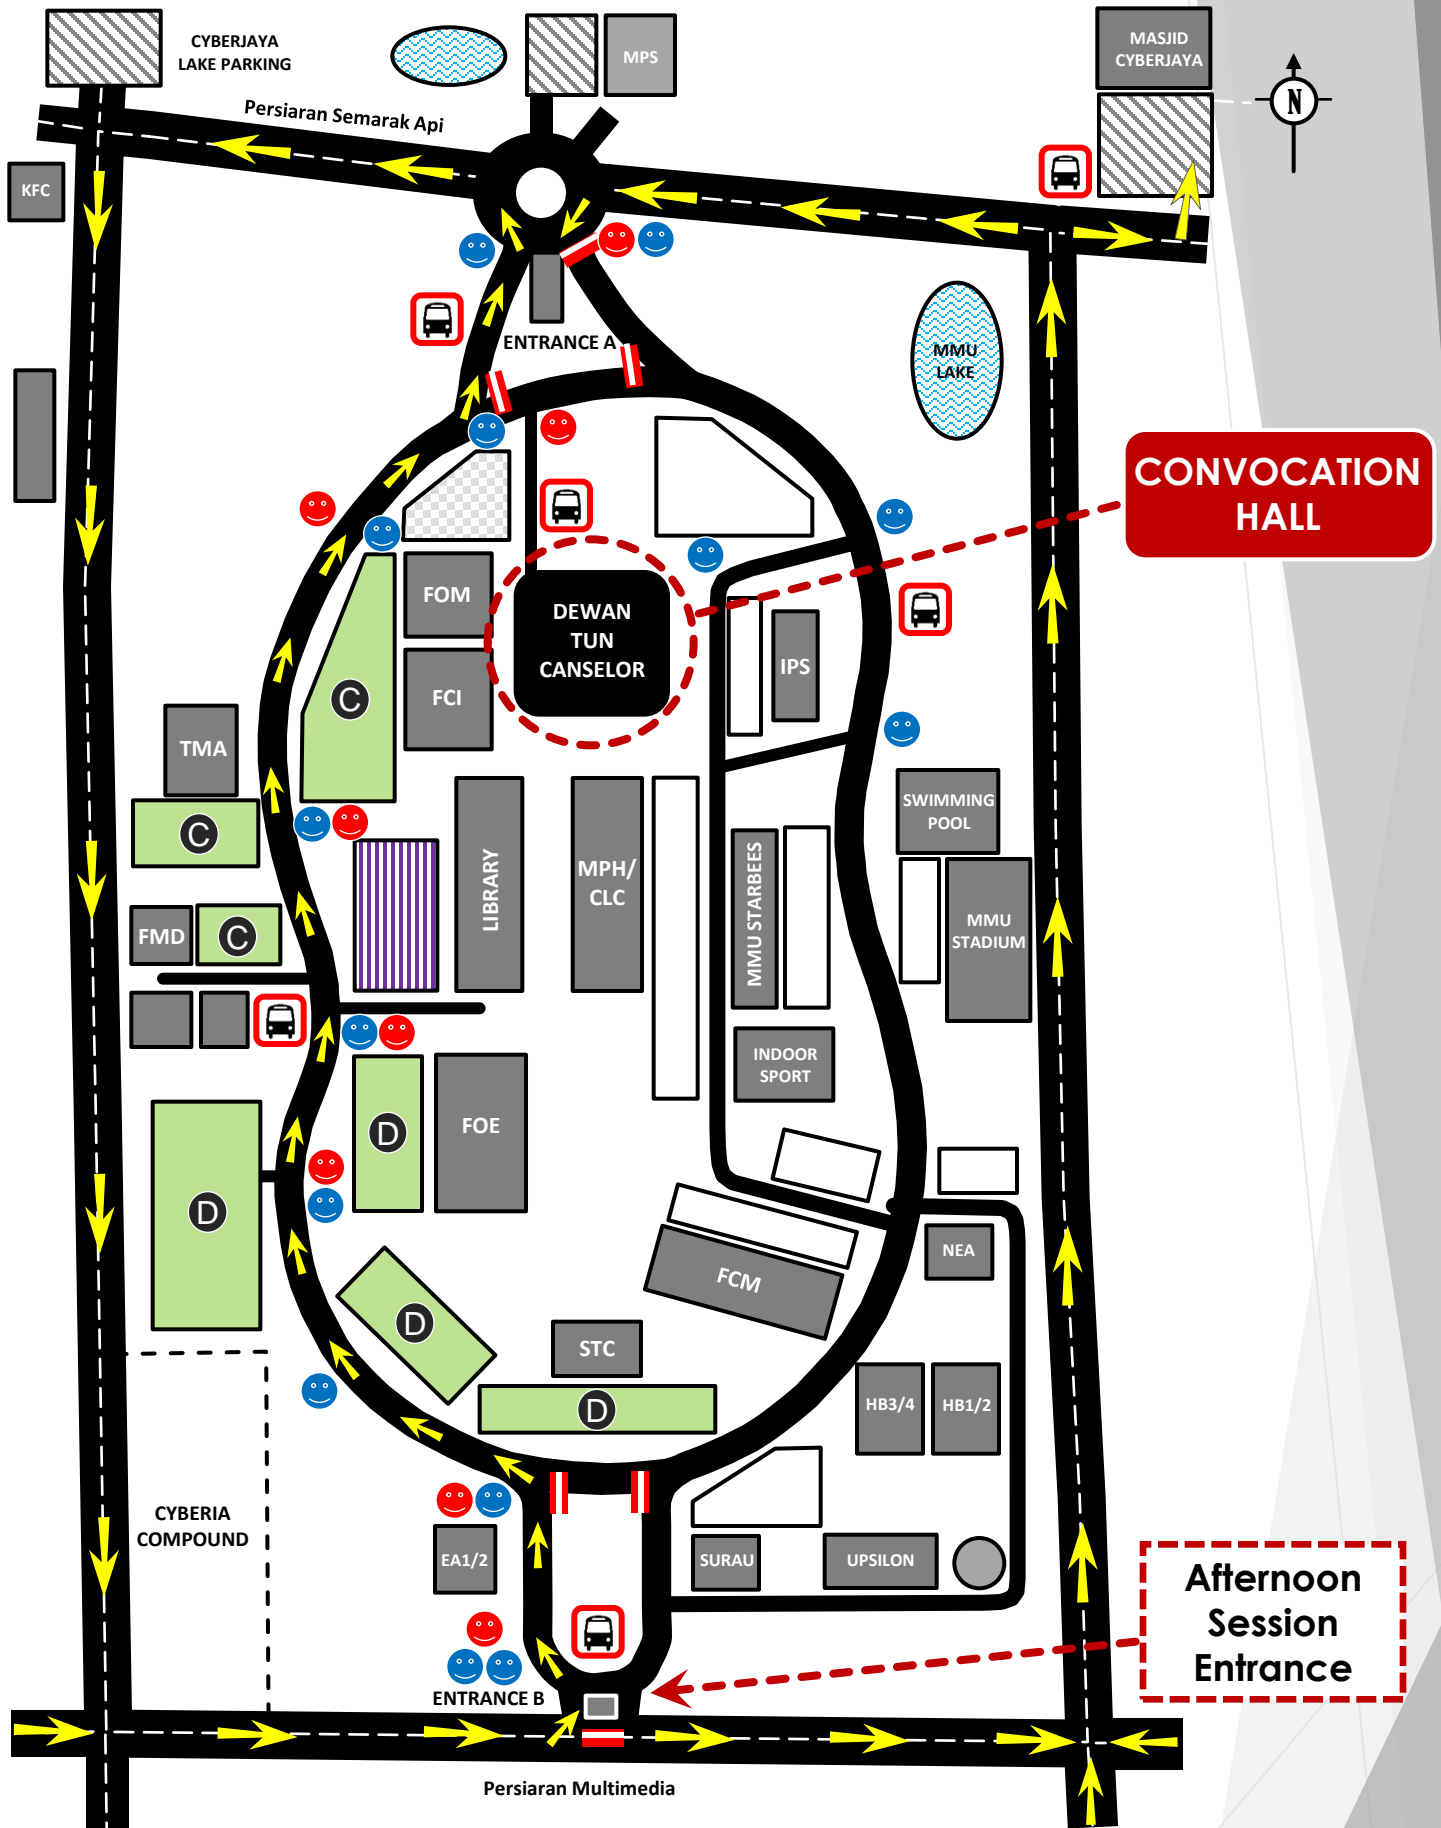 CYBERJAYA
LAKE PARKING
MPS
MASJID
CYBERJAYA
N
Persiaran Semarak Api
KFC
ENTRANCE A
MMU
LAKE
CONVOCATION
HALL
FOM
DEWAN
TUN
CANSELOR
IPS
FCI
C
TMA
C
SWIMMING
POOL
LIBRARY
MPH/
CLC
MMU STARBEES
MMU
STADIUM
FMD
C
INDOOR
SPORT
FOE
D
D
NEA
FCM
D
STC
D
HB3/4
HB1/2
CYBERIA
COMPOUND
EA1/2
SURAU
UPSILON
Afternoon
Session
Entrance
ENTRANCE B
Persiaran Multimedia